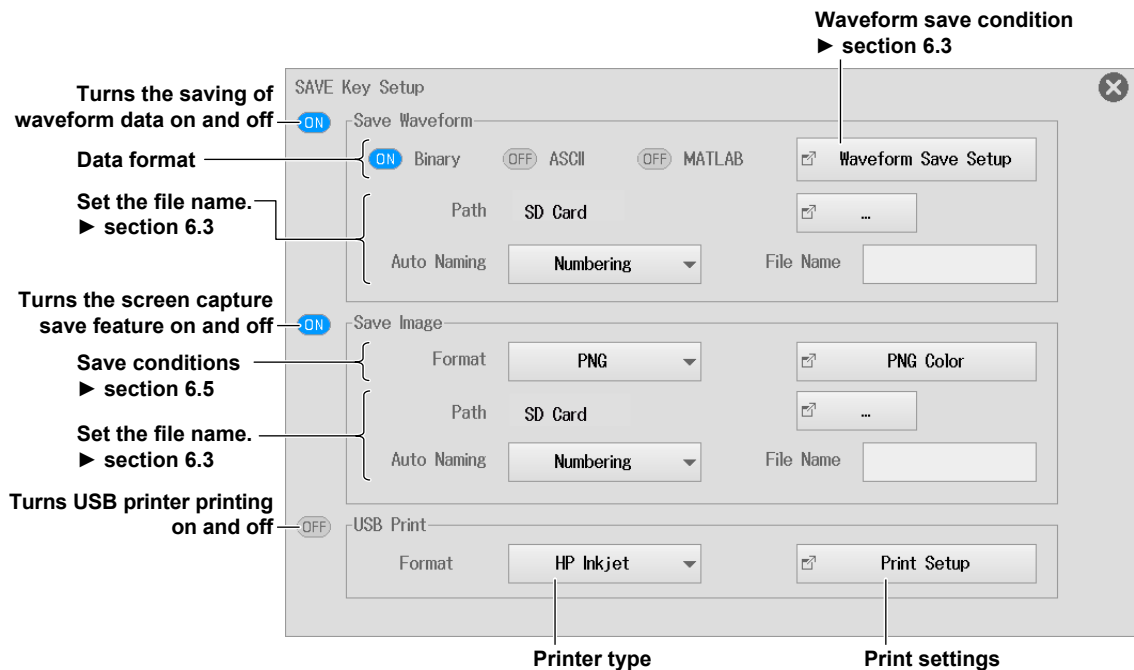 Waveform save condition
► section 6.3
SAVE Key Setup
Turns the saving of
waveform data on and off
ON
Save Waveform
Data format
ON Binary OFF ASCII OFF MATLAB Waveform Save Setup
Set the file name.
► section 6.3
Path SD Card ...
Auto Naming Numbering File Name
Turns the screen capture
save feature on and off
ON
Save Image
Save conditions
► section 6.5
Format PNG PNG Color
Path SD Card ...
Set the file name.
► section 6.3
Auto Naming Numbering File Name
Turns USB printer printing
on and off
OFF
USB Print
Format HP Inkjet Print Setup
Printer type Print settings